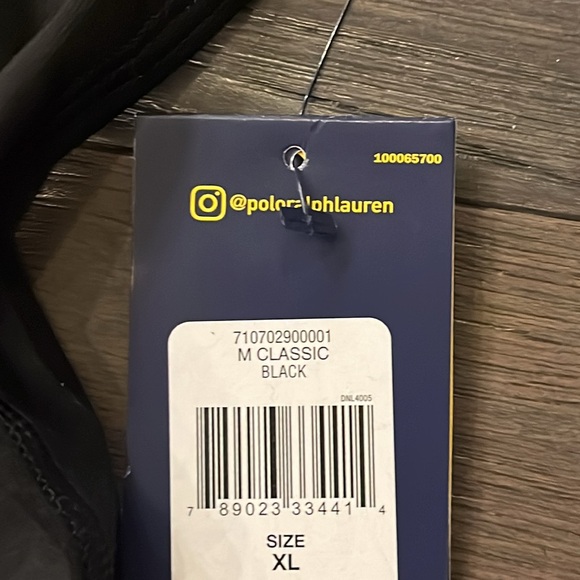 100065700
@poloralphlauren
710702900001
M CLASSIC
BLACK
DNL4005
7 89023 33441 4
SIZE
XL